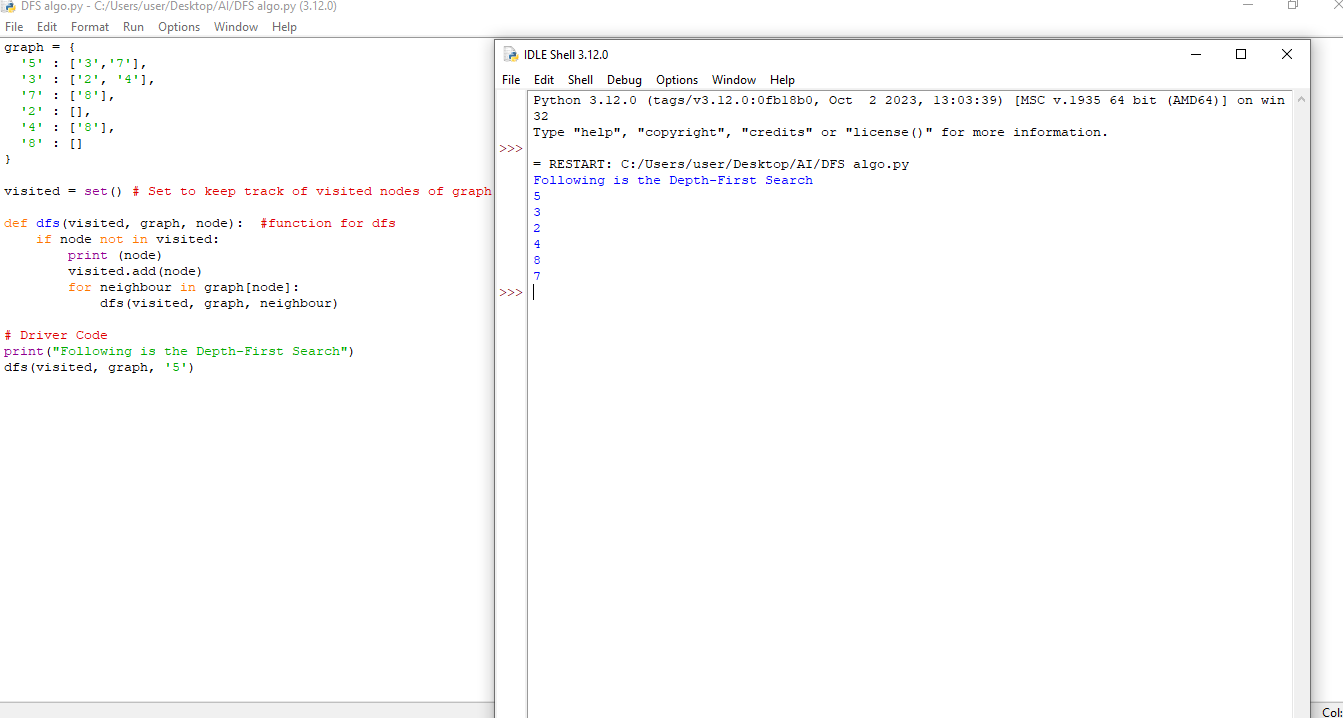 DFS algo.py - C:/Users/user/Desktop/AI/DFS algo.py (3.12.0)
File Edit Format Run Options Window Help
graph = {
  '5' : ['3','7'],
  '3' : ['2', '4'],
  '7' : ['8'],
  '2' : [],
  '4' : ['8'],
  '8' : []
}
visited = set() # Set to keep track of visited nodes of graph
def dfs(visited, graph, node):  #function for dfs
    if node not in visited:
        print (node)
        visited.add(node)
        for neighbour in graph[node]:
            dfs(visited, graph, neighbour)
# Driver Code
print("Following is the Depth-First Search")
dfs(visited, graph, '5')
IDLE Shell 3.12.0
File Edit Shell Debug Options Window Help
Python 3.12.0 (tags/v3.12.0:0fb18b0, Oct  2 2023, 13:03:39) [MSC v.1935 64 bit (AMD64)] on win
32
Type "help", "copyright", "credits" or "license()" for more information.
>>>
= RESTART: C:/Users/user/Desktop/AI/DFS algo.py
Following is the Depth-First Search
5
3
2
4
8
7
>>>
Col: